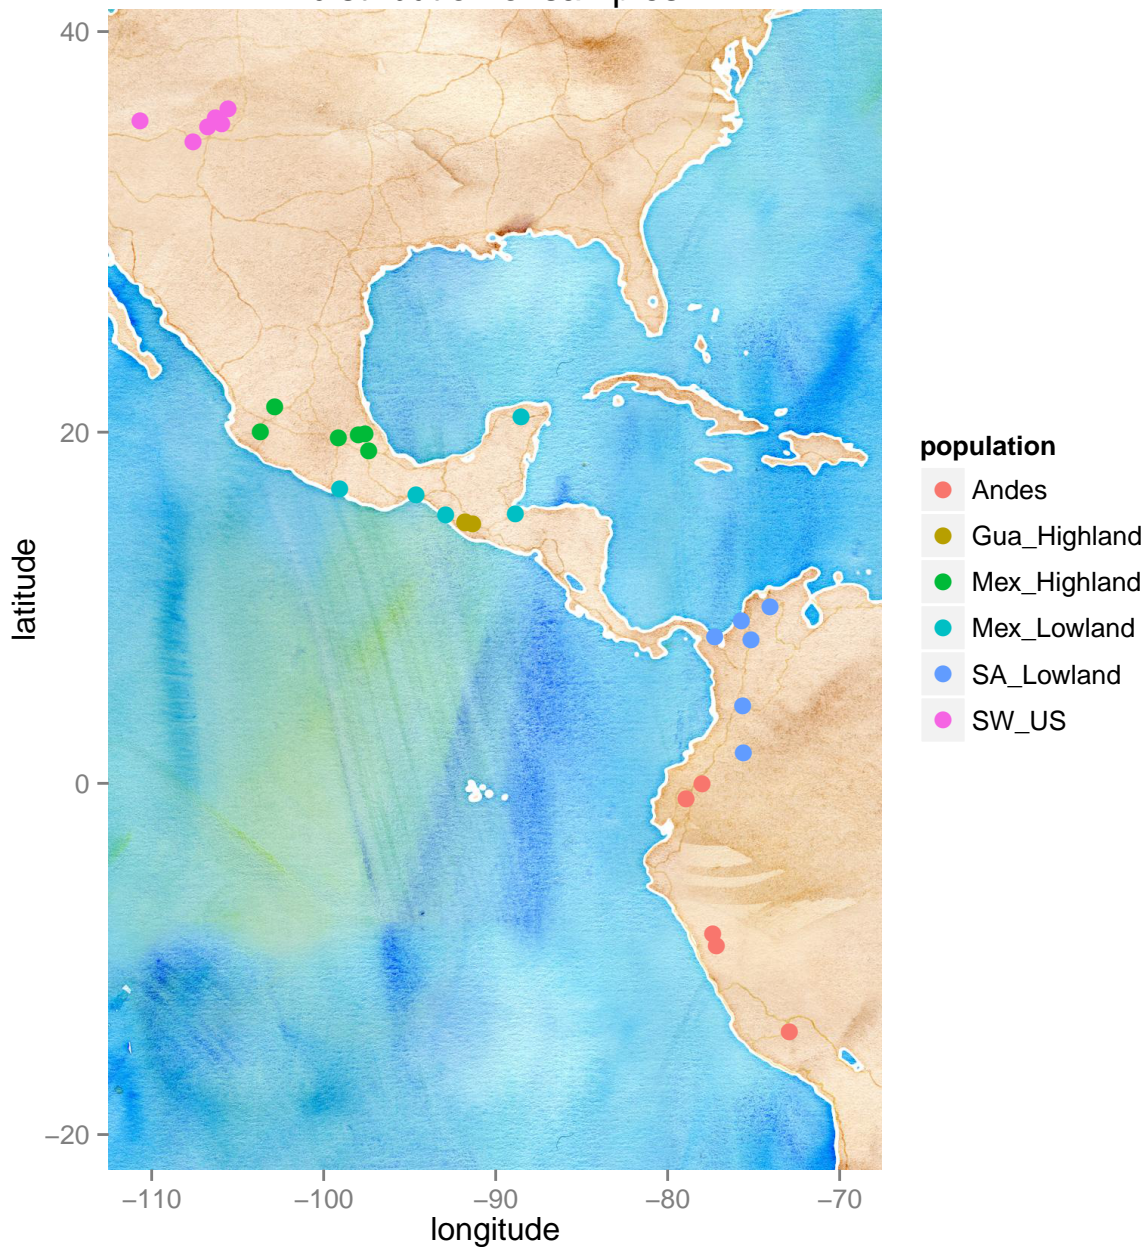 40
20
0
−20
−110
−100
−90
−80
−70
longitude
latitude
population
Andes
Gua_Highland
Mex_Highland
Mex_Lowland
SA_Lowland
SW_US